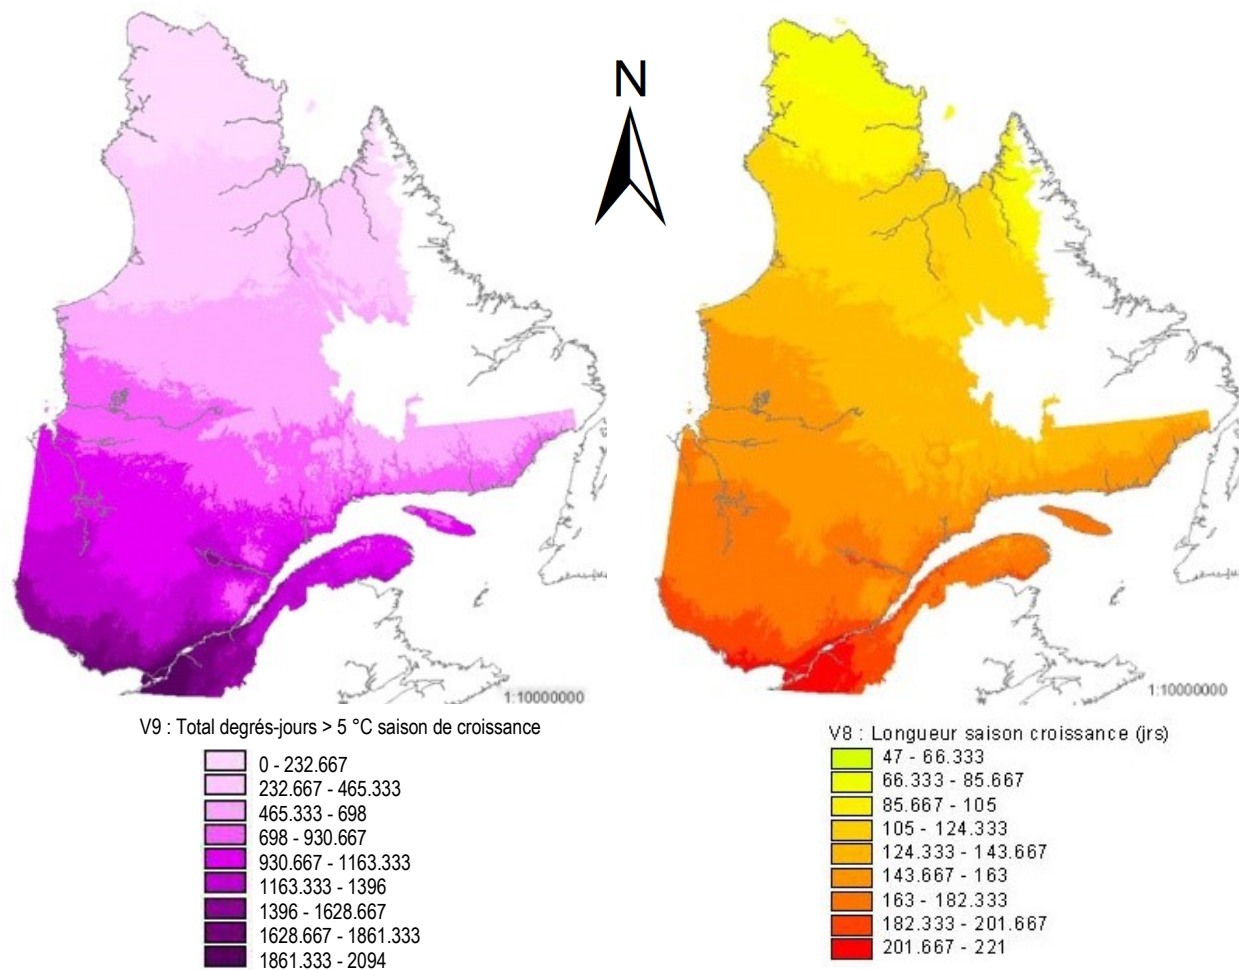 N
1:10000000
1:10000000
V9 : Total degrés-jours > 5 °C saison de croissance
0 - 232.667
232.667 - 465.333
465.333 - 698
698 - 930.667
930.667 - 1163.333
1163.333 - 1396
1396 - 1628.667
1628.667 - 1861.333
1861.333 - 2094
V8 : Longueur saison croissance (jrs)
47 - 66.333
66.333 - 85.667
85.667 - 105
105 - 124.333
124.333 - 143.667
143.667 - 163
163 - 182.333
182.333 - 201.667
201.667 - 221